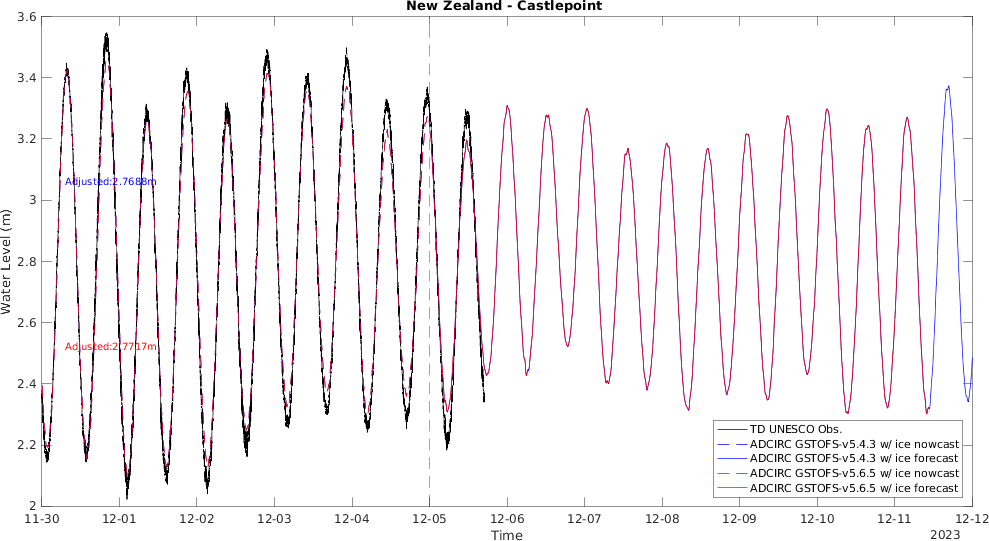 New Zealand - Castlepoint
Water Level (m)
3.6
3.4
3.2
3
2.8
2.6
2.4
2.2
2
Adjusted:2.7688m
Adjusted:2.7717m
TD UNESCO Obs.
ADCIRC GSTOFS-v5.4.3 w/ ice nowcast
ADCIRC GSTOFS-v5.4.3 w/ ice forecast
ADCIRC GSTOFS-v5.6.5 w/ ice nowcast
ADCIRC GSTOFS-v5.6.5 w/ ice forecast
11-30 12-01 12-02 12-03 12-04 12-05 12-06 12-07 12-08 12-09 12-10 12-11 12-12
Time
2023